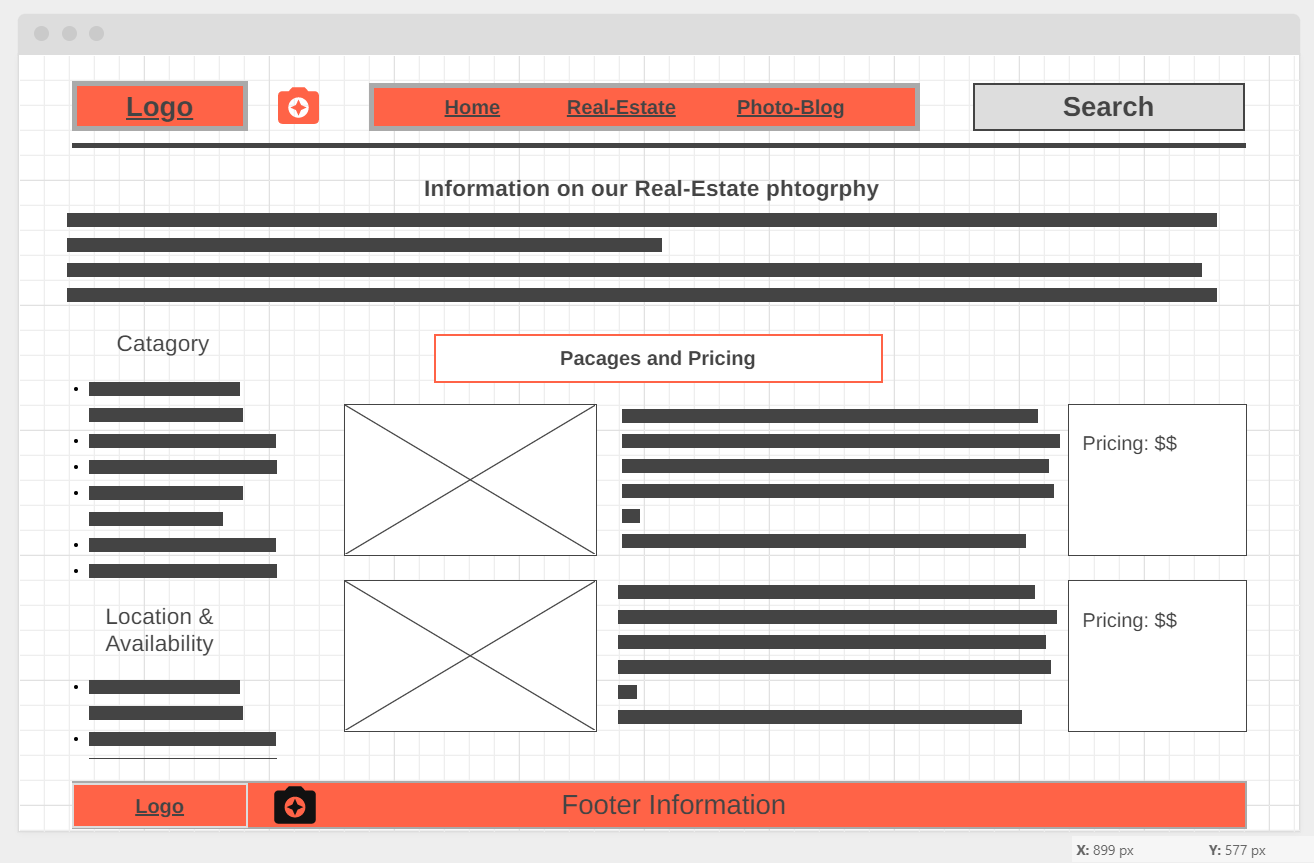 Logo
Home Real-Estate Photo-Blog
Search
Information on our Real-Estate phtogrphy
Catagory
Pacages and Pricing
Pricing: $$
Location &
Availability
Pricing: $$
Logo
Footer Information
X: 899 px Y: 577 px